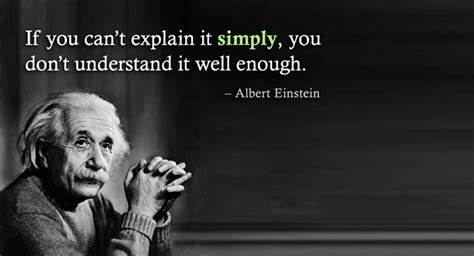 If you can't explain it simply, you
don't understand it well enough.
– Albert Einstein